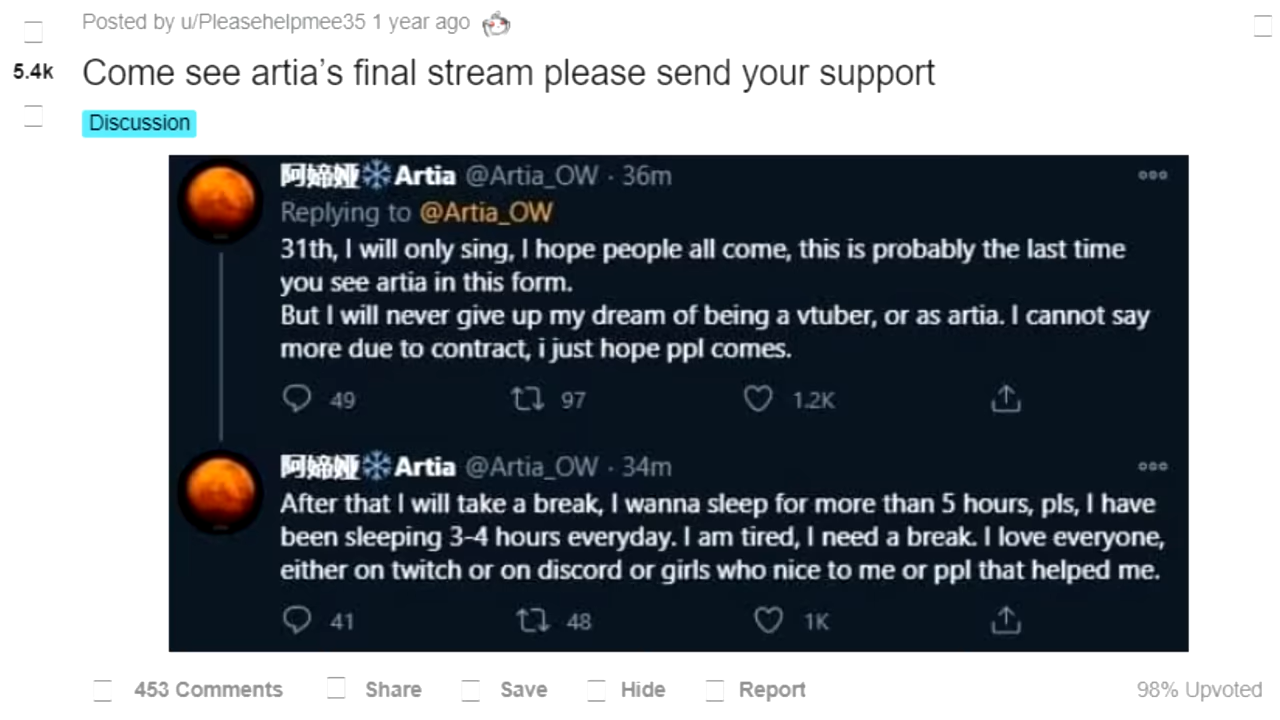 Posted by u/Pleasehelpmee35 1 year ago
5.4k
Come see artia's final stream please send your support
Discussion
阿媂娅❄Artia @Artia_OW · 36m
Replying to @Artia_OW
31th, I will only sing, I hope people all come, this is probably the last time
you see artia in this form.
But I will never give up my dream of being a vtuber, or as artia. I cannot say
more due to contract, i just hope ppl comes.
49 97 1.2K
阿媂娅❄Artia @Artia_OW · 34m
After that I will take a break, I wanna sleep for more than 5 hours, pls, I have
been sleeping 3-4 hours everyday. I am tired, I need a break. I love everyone,
either on twitch or on discord or girls who nice to me or ppl that helped me.
41 48 1K
453 Comments Share Save Hide Report 98% Upvoted